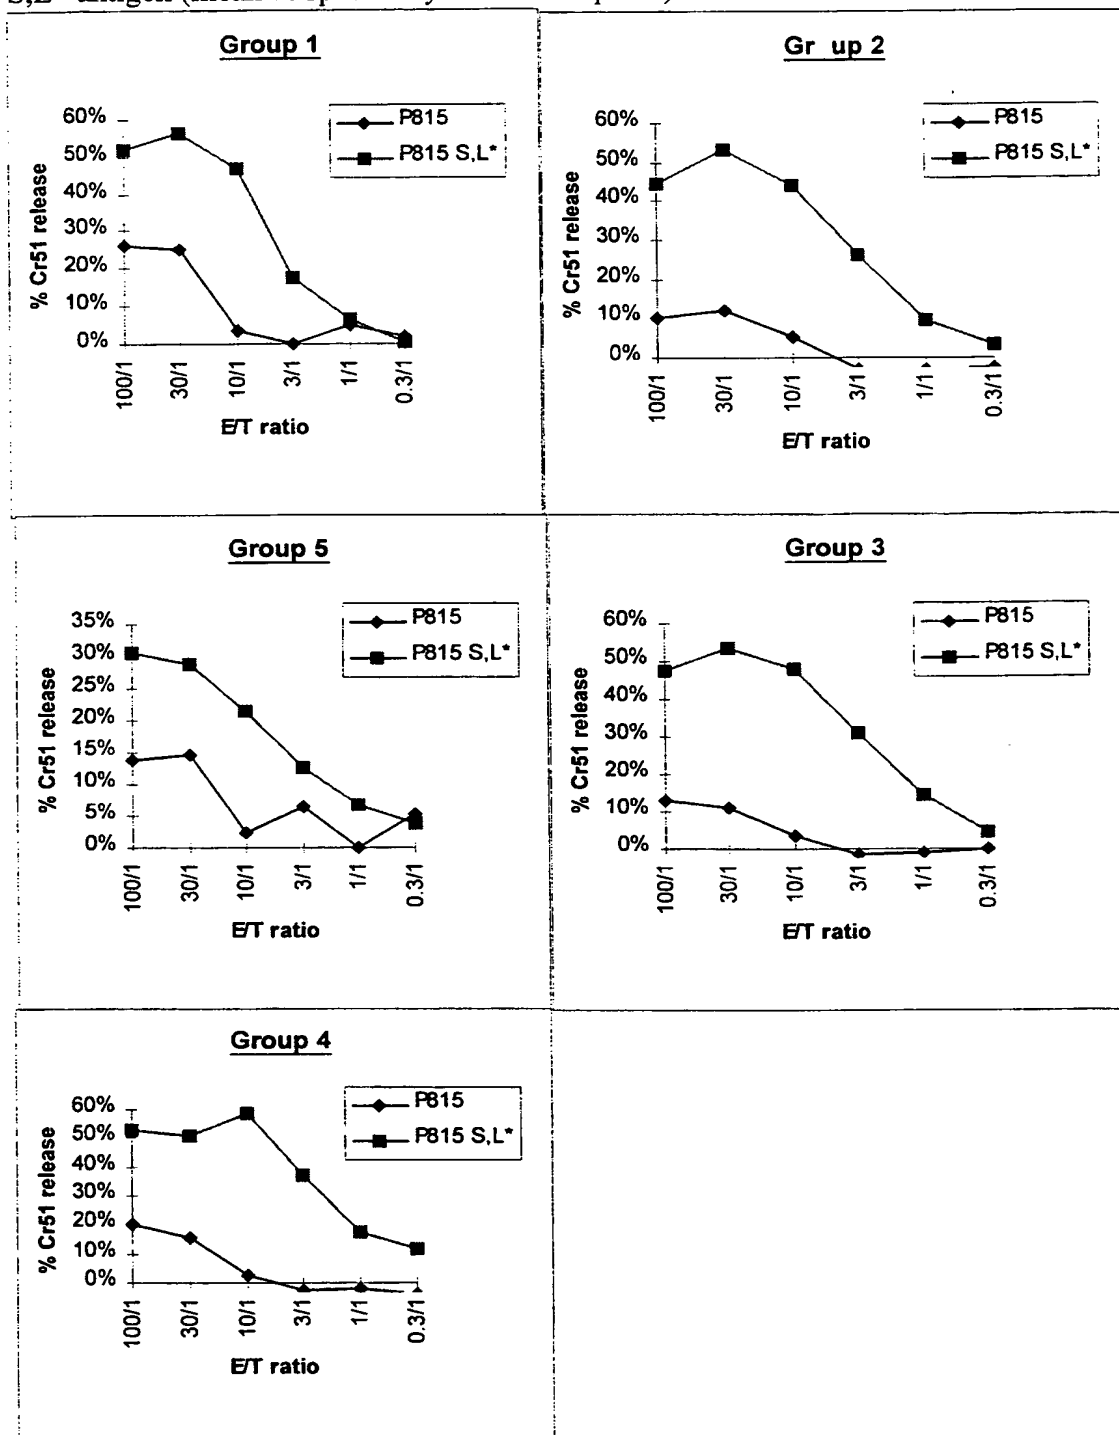 S,L* antigen
Group 1
P815
P815 S,L*
60%
50%
40%
30%
20%
10%
0%
% Cr51 release
100/1
30/1
10/1
3/1
1/1
0.3/1
E/T ratio
Gr up 2
P815
P815 S,L*
60%
50%
40%
30%
20%
10%
0%
% Cr51 release
100/1
30/1
10/1
3/1
1/1
0.3/1
E/T ratio
Group 5
P815
P815 S,L*
35%
30%
25%
20%
15%
10%
5%
0%
% Cr51 release
100/1
30/1
10/1
3/1
1/1
0.3/1
E/T ratio
Group 3
P815
P815 S,L*
60%
50%
40%
30%
20%
10%
0%
% Cr51 release
100/1
30/1
10/1
3/1
1/1
0.3/1
E/T ratio
Group 4
P815
P815 S,L*
60%
50%
40%
30%
20%
10%
0%
% Cr51 release
100/1
30/1
10/1
3/1
1/1
0.3/1
E/T ratio